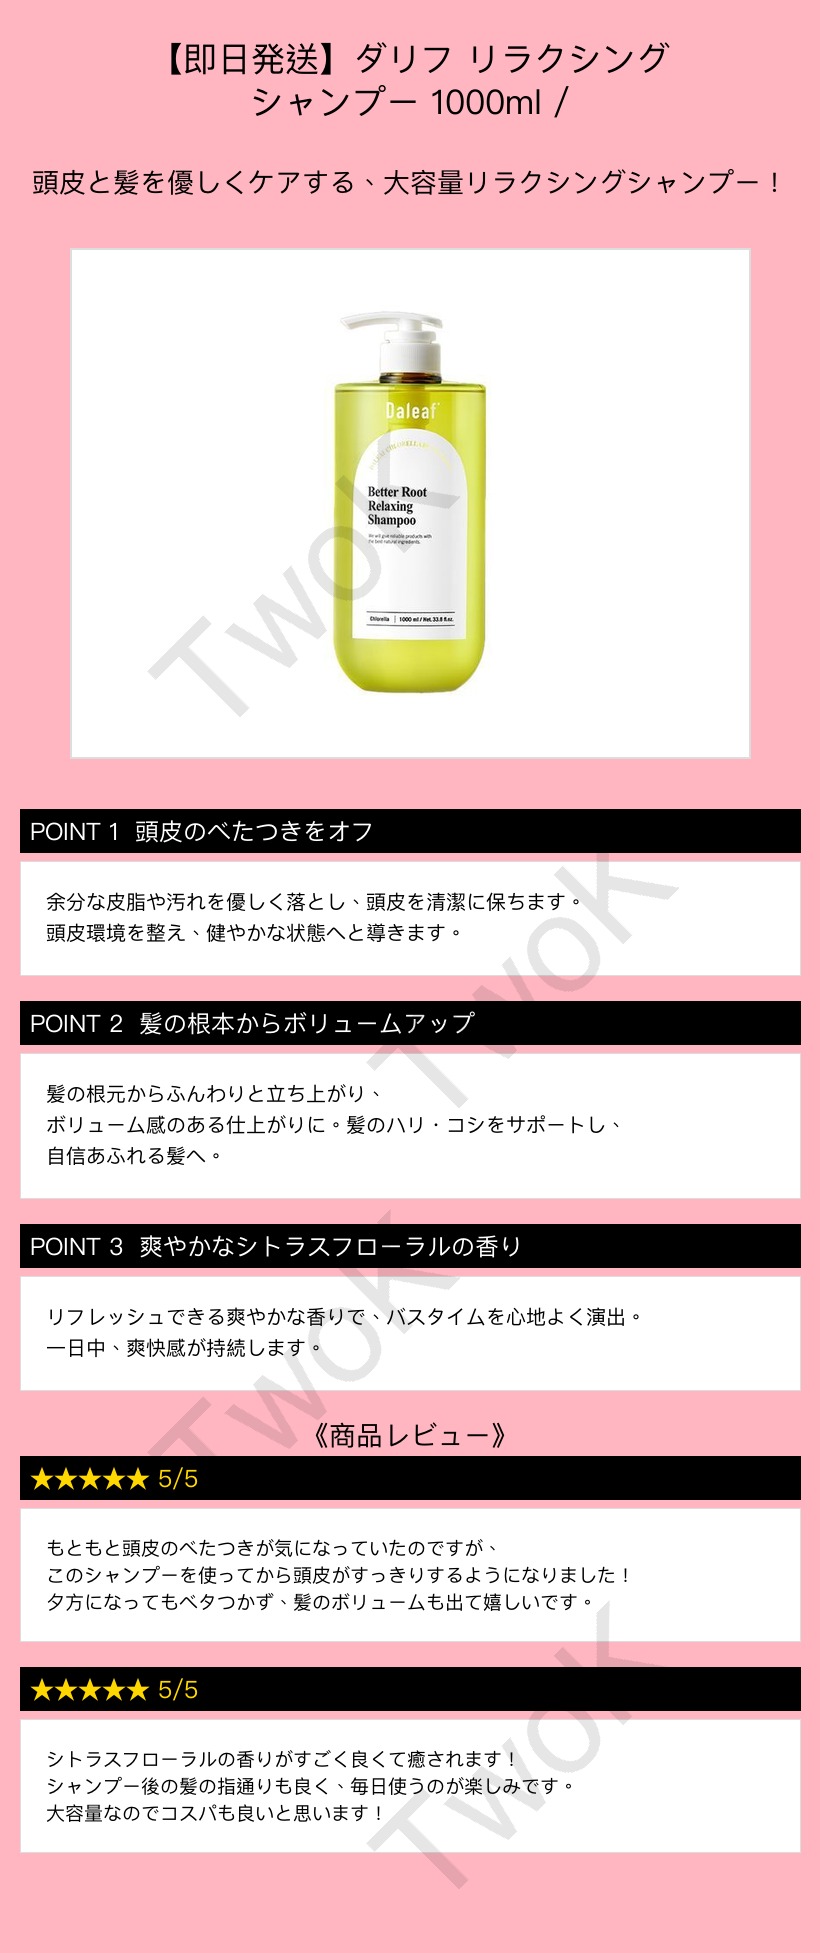 【即日発送】ダリフ リラクシング
シャンプー 1000ml /
頭皮と髪を優しくケアする、大容量リラクシングシャンプー！
Daleaf
Better Root
Relaxing
Shampoo
We will give reliable products with
the best natural ingredients.
Chlorella | 1000 ml / Net.33.8 fl.oz.
TwoK
POINT 1 頭皮のべたつきをオフ
余分な皮脂や汚れを優しく落とし、頭皮を清潔に保ちます。
頭皮環境を整え、健やかな状態へと導きます。
TwoK
POINT 2 髪の根本からボリュームアップ
髪の根元からふんわりと立ち上がり、
ボリューム感のある仕上がりに。髪のハリ・コシをサポートし、
自信あふれる髪へ。
POINT 3 爽やかなシトラスフローラルの香り
リフレッシュできる爽やかな香りで、バスタイムを心地よく演出。
一日中、爽快感が持続します。
TwoK
《商品レビュー》
★★★★★ 5/5
もともと頭皮のべたつきが気になっていたのですが、
このシャンプーを使ってから頭皮がすっきりするようになりました！
夕方になってもベタつかず、髪のボリュームも出て嬉しいです。
★★★★★ 5/5
シトラスフローラルの香りがすごく良くて癒されます！
シャンプー後の髪の指通りも良く、毎日使うのが楽しみです。
大容量なのでコスパも良いと思います！
TwoK